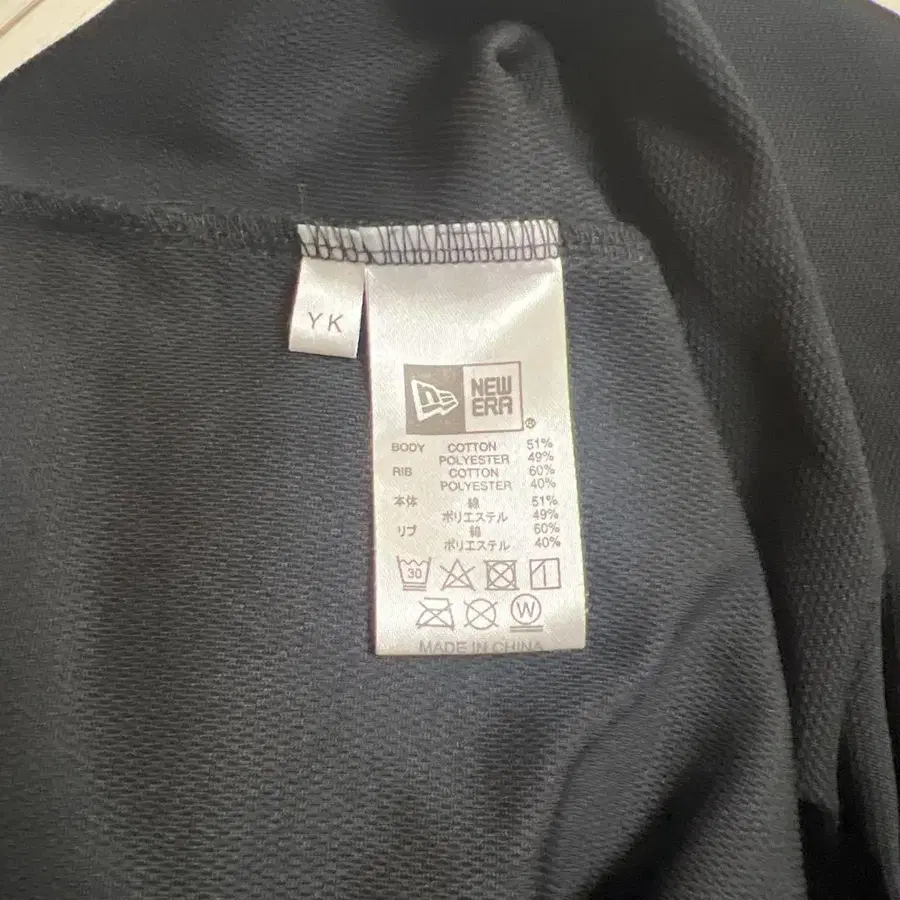 YK
NEW
ERA
®
BODY COTTON 51%
POLYESTER 49%
RIB COTTON 60%
POLYESTER 40%
本体 綿 51%
ポリエステル 49%
リブ 綿 60%
ポリエステル 40%
30
W
MADE IN CHINA